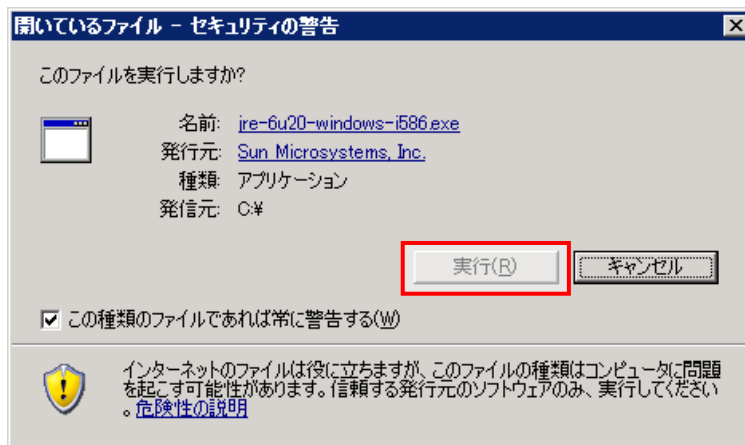 開いているファイル - セキュリティの警告
このファイルを実行しますか?
名前: jre-6u20-windows-i586.exe
発行元: Sun Microsystems, Inc.
種類: アプリケーション
発信元: C:¥
実行(R) キャンセル
この種類のファイルであれば常に警告する(W)
インターネットのファイルは役に立ちますが、このファイルの種類はコンピュータに問題
を起こす可能性があります。信頼する発行元のソフトウェアのみ、実行してください
。危険性の説明